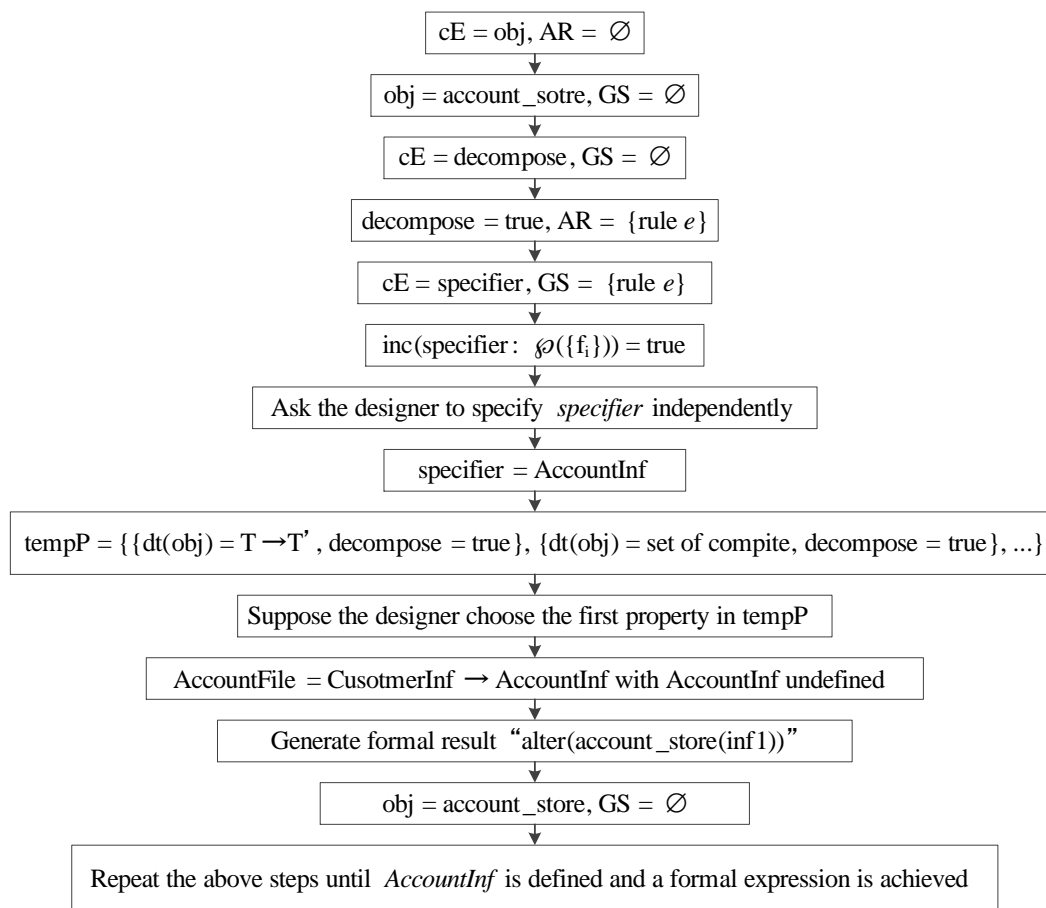 cE = obj, AR = ∅
obj = account_sotre, GS = ∅
cE = decompose, GS = ∅
decompose = true, AR = {rule e}
cE = specifier, GS = {rule e}
inc(specifier: ℘({fᵢ})) = true
Ask the designer to specify specifier independently
specifier = AccountInf
tempP = {{dt(obj) = T →T’, decompose = true}, {dt(obj) = set of compite, decompose = true}, ...}
Suppose the designer choose the first property in tempP
AccountFile = CusotmerInf → AccountInf with AccountInf undefined
Generate formal result “alter(account_store(inf1))”
obj = account_store, GS = ∅
Repeat the above steps until AccountInf is defined and a formal expression is achieved